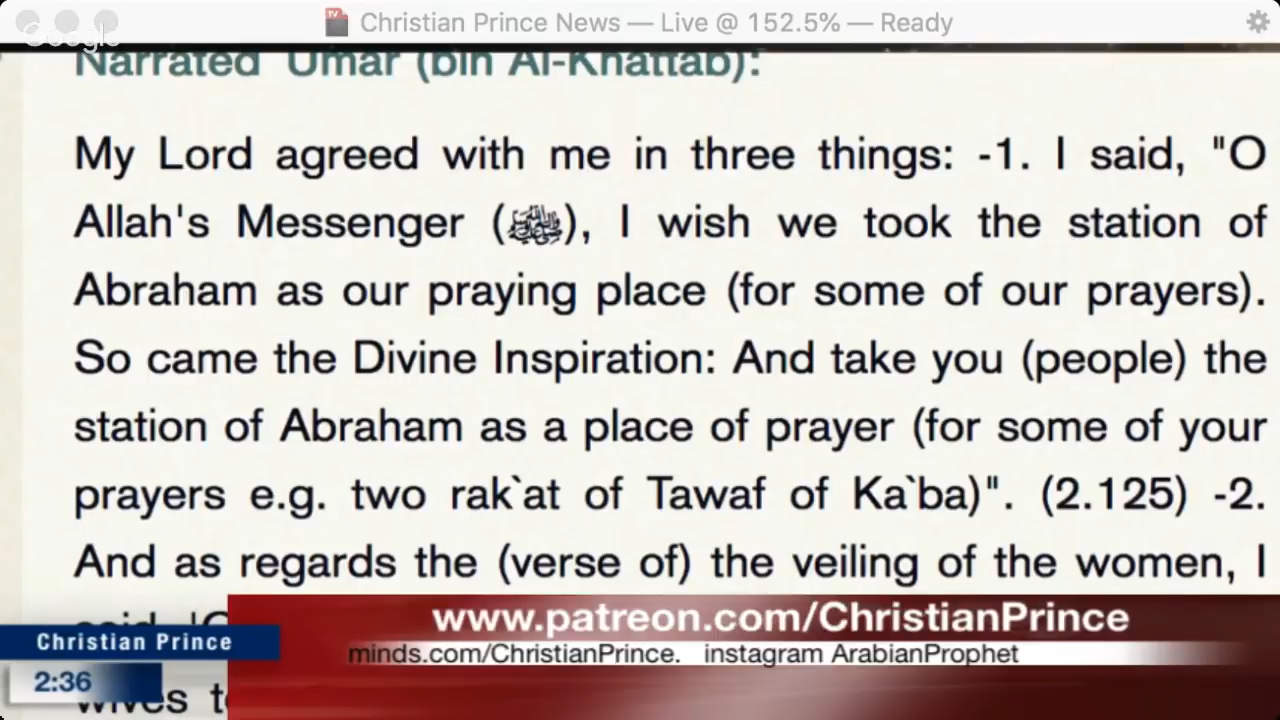 Christian Prince News — Live @ 152.5% — Ready
Google
Narrated `Umar (bin Al-Khattab):
My Lord agreed with me in three things: -1. I said, "O
Allah's Messenger (ﷺ), I wish we took the station of
Abraham as our praying place (for some of our prayers).
So came the Divine Inspiration: And take you (people) the
station of Abraham as a place of prayer (for some of your
prayers e.g. two rak`at of Tawaf of Ka`ba)". (2.125) -2.
And as regards the (verse of) the veiling of the women, I
said, 'O
www.patreon.com/ChristianPrince
Christian Prince
minds.com/ChristianPrince. instagram ArabianProphet
2:36
wives